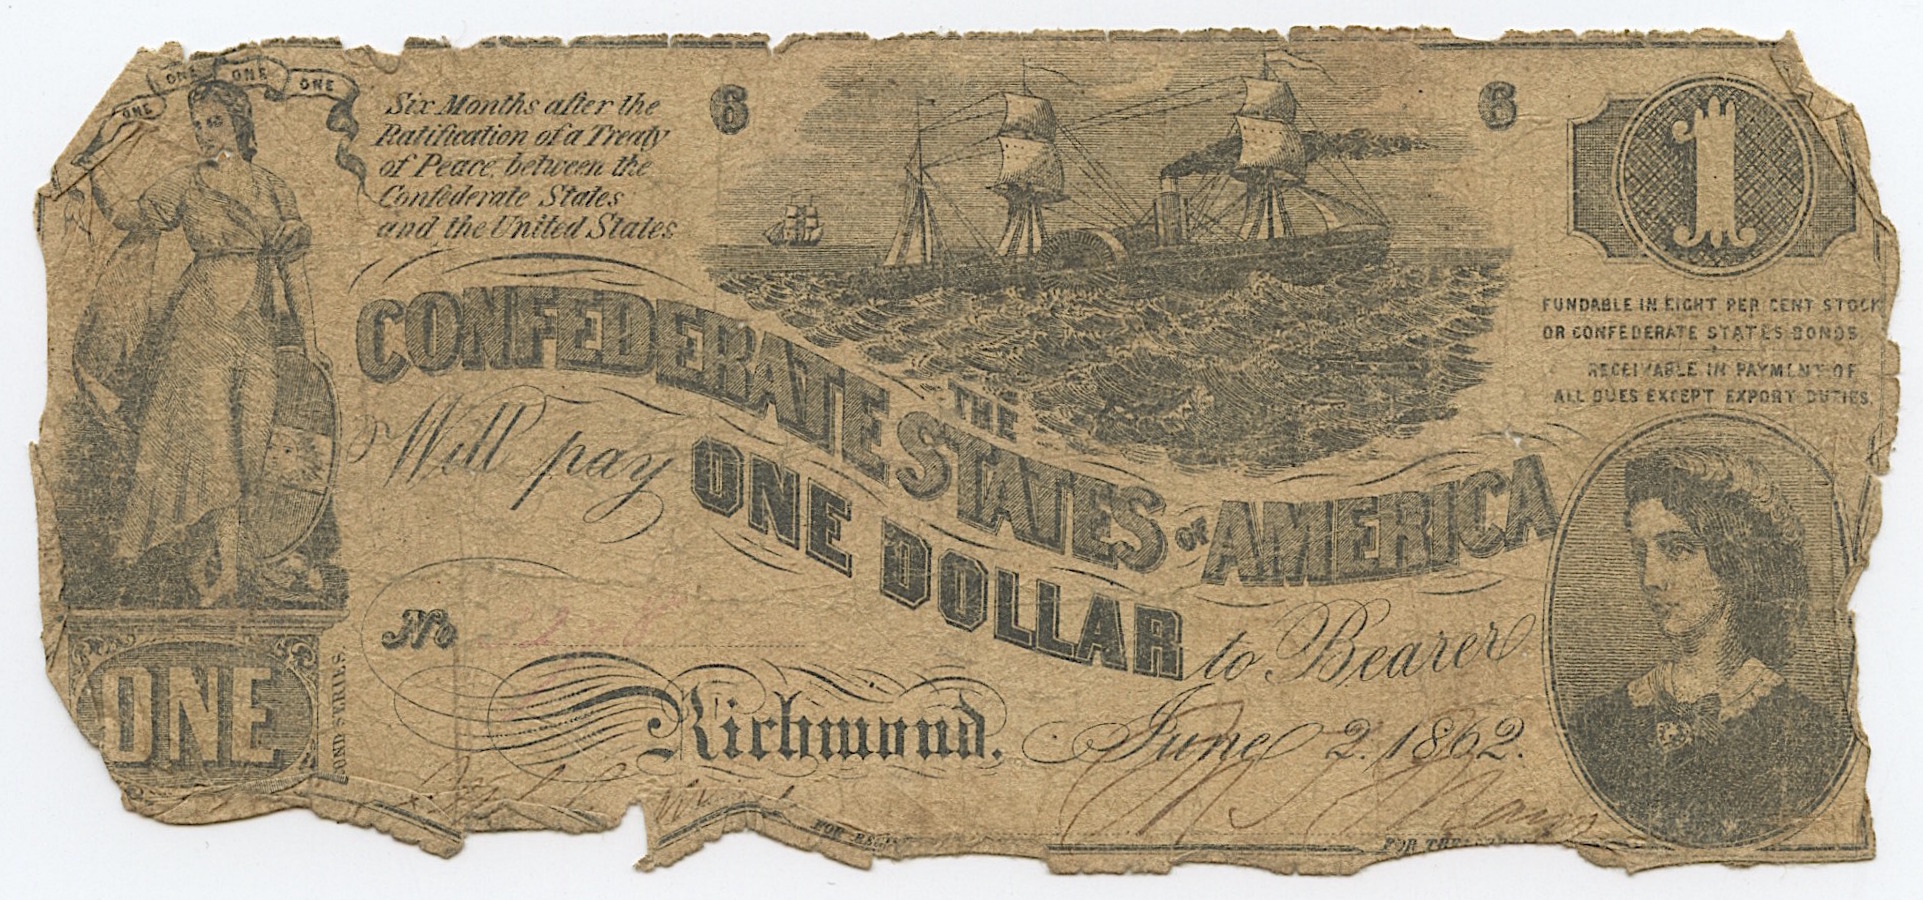 ONE ONE ONE ONE
Six Months after the
Ratification of a Treaty
of Peace between the
Confederate States
and the United States
6 6
1
FUNDABLE IN EIGHT PER CENT STOCK
OR CONFEDERATE STATES BONDS
RECEIVABLE IN PAYMENT OF
ALL DUES EXCEPT EXPORT DUTIES.
THE
CONFEDERATE STATES OF AMERICA
Will pay ONE DOLLAR to Bearer
No
Richmond. June 2. 1862.
ONE
FOR
FOR